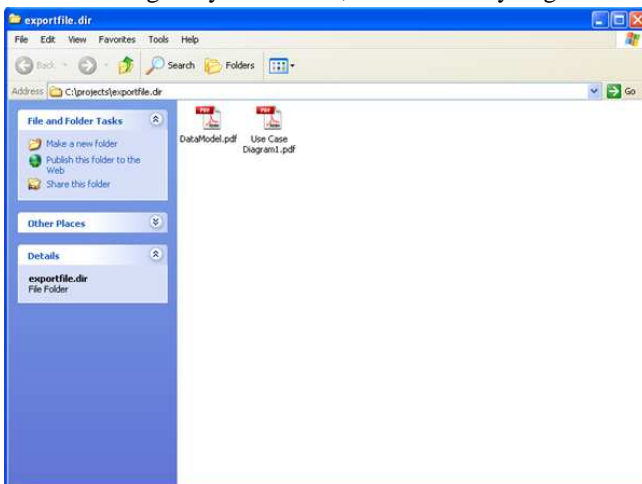 exportfile.dir
File Edit View Favorites Tools Help
Back Search Folders
Address C:\projects\exportfile.dir Go
File and Folder Tasks
Make a new folder
Publish this folder to the
Web
Share this folder
Other Places
Details
exportfile.dir
File Folder
DataModel.pdf
Use Case
Diagram1.pdf